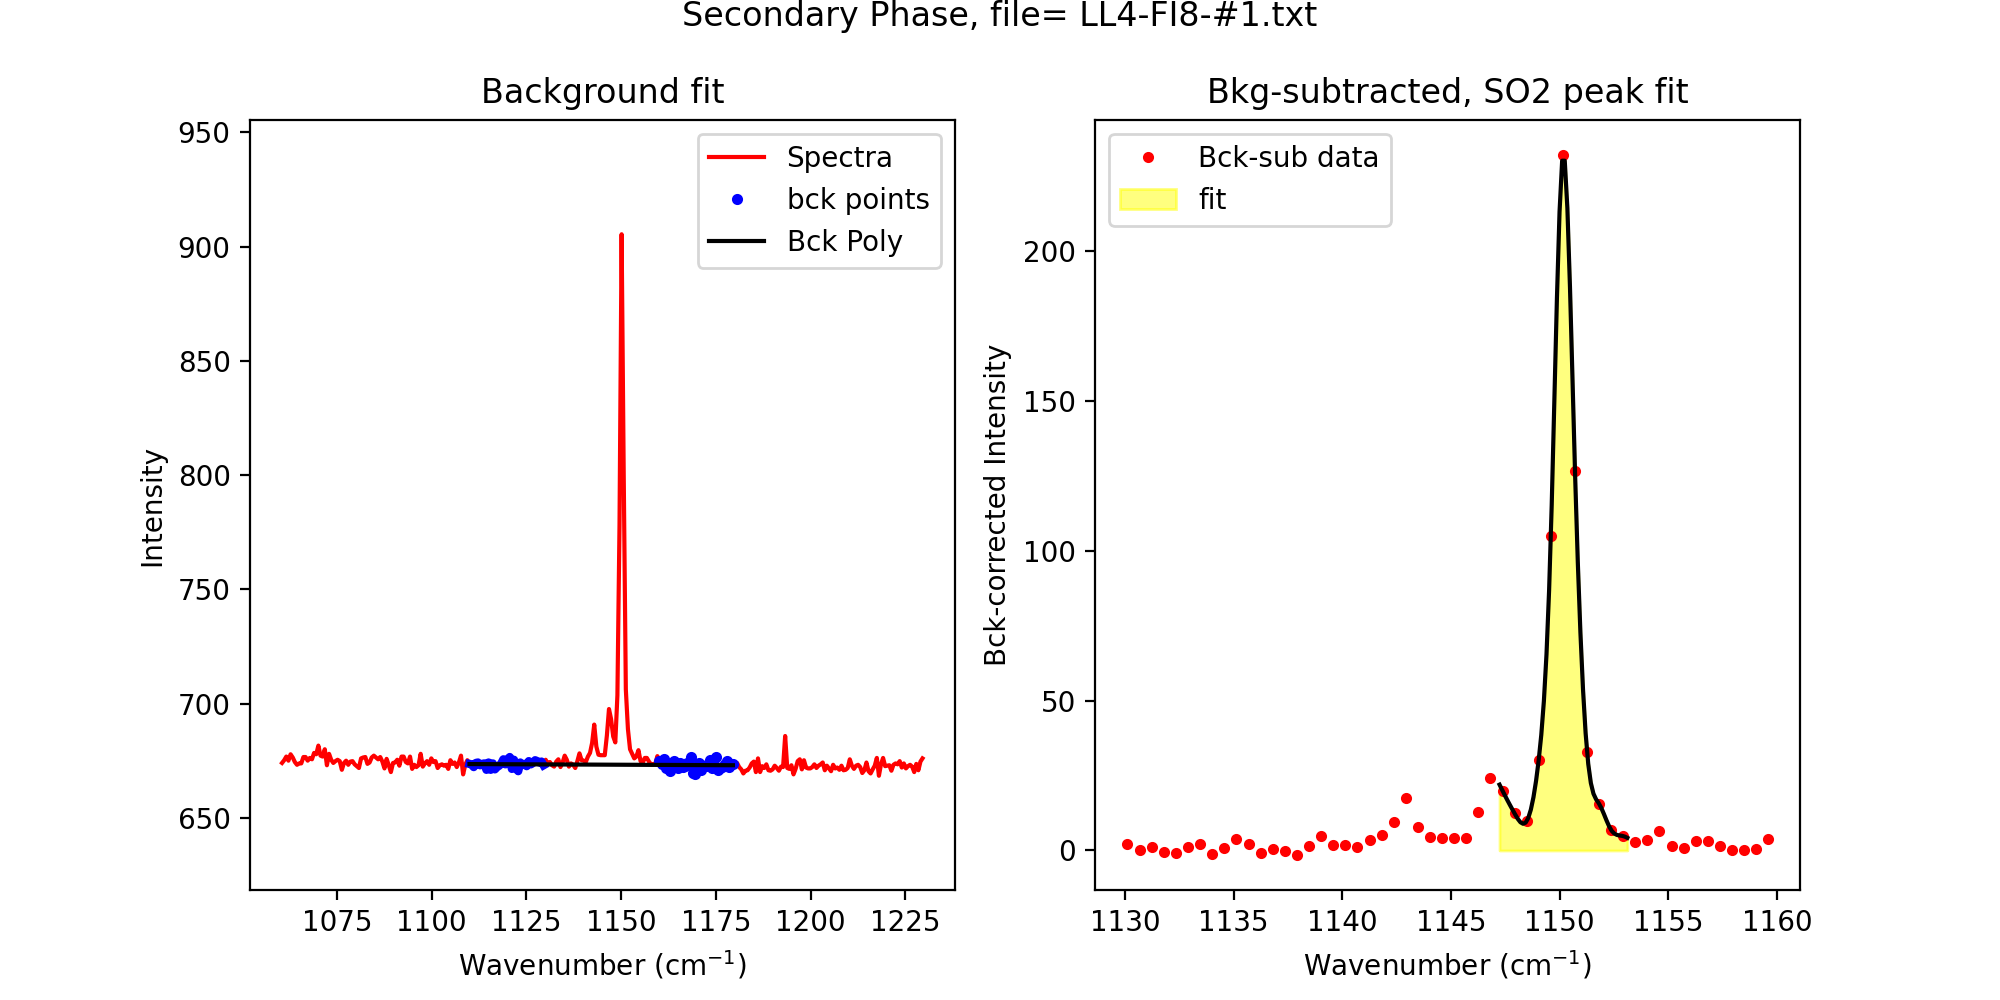 Secondary Phase, file= LL4-FI8-#1.txt
Background fit
950
900
850
800
750
700
650
Intensity
Spectra
bck points
Bck Poly
1075 1100 1125 1150 1175 1200 1225
Wavenumber (cm⁻¹)
Bkg-subtracted, SO2 peak fit
200
150
100
50
0
Bck-corrected Intensity
Bck-sub data
fit
1130 1135 1140 1145 1150 1155 1160
Wavenumber (cm⁻¹)